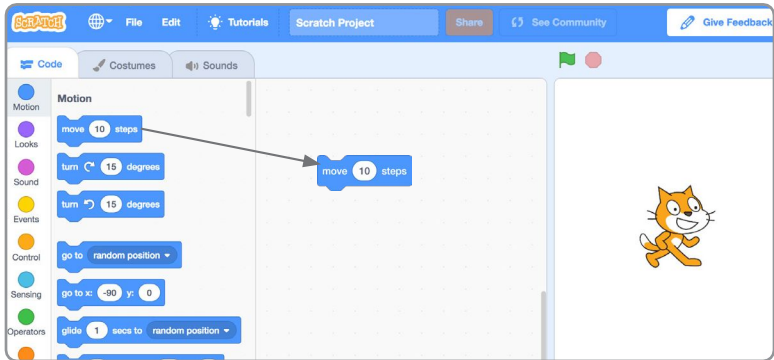 SCRATCH File Edit Tutorials Scratch Project Share See Community Give Feedback
Code Costumes Sounds
Motion
Looks
Sound
Events
Control
Sensing
Operators
Motion
move 10 steps
turn 15 degrees
turn 15 degrees
go to random position
go to x: -90 y: 0
glide 1 secs to random position
move 10 steps